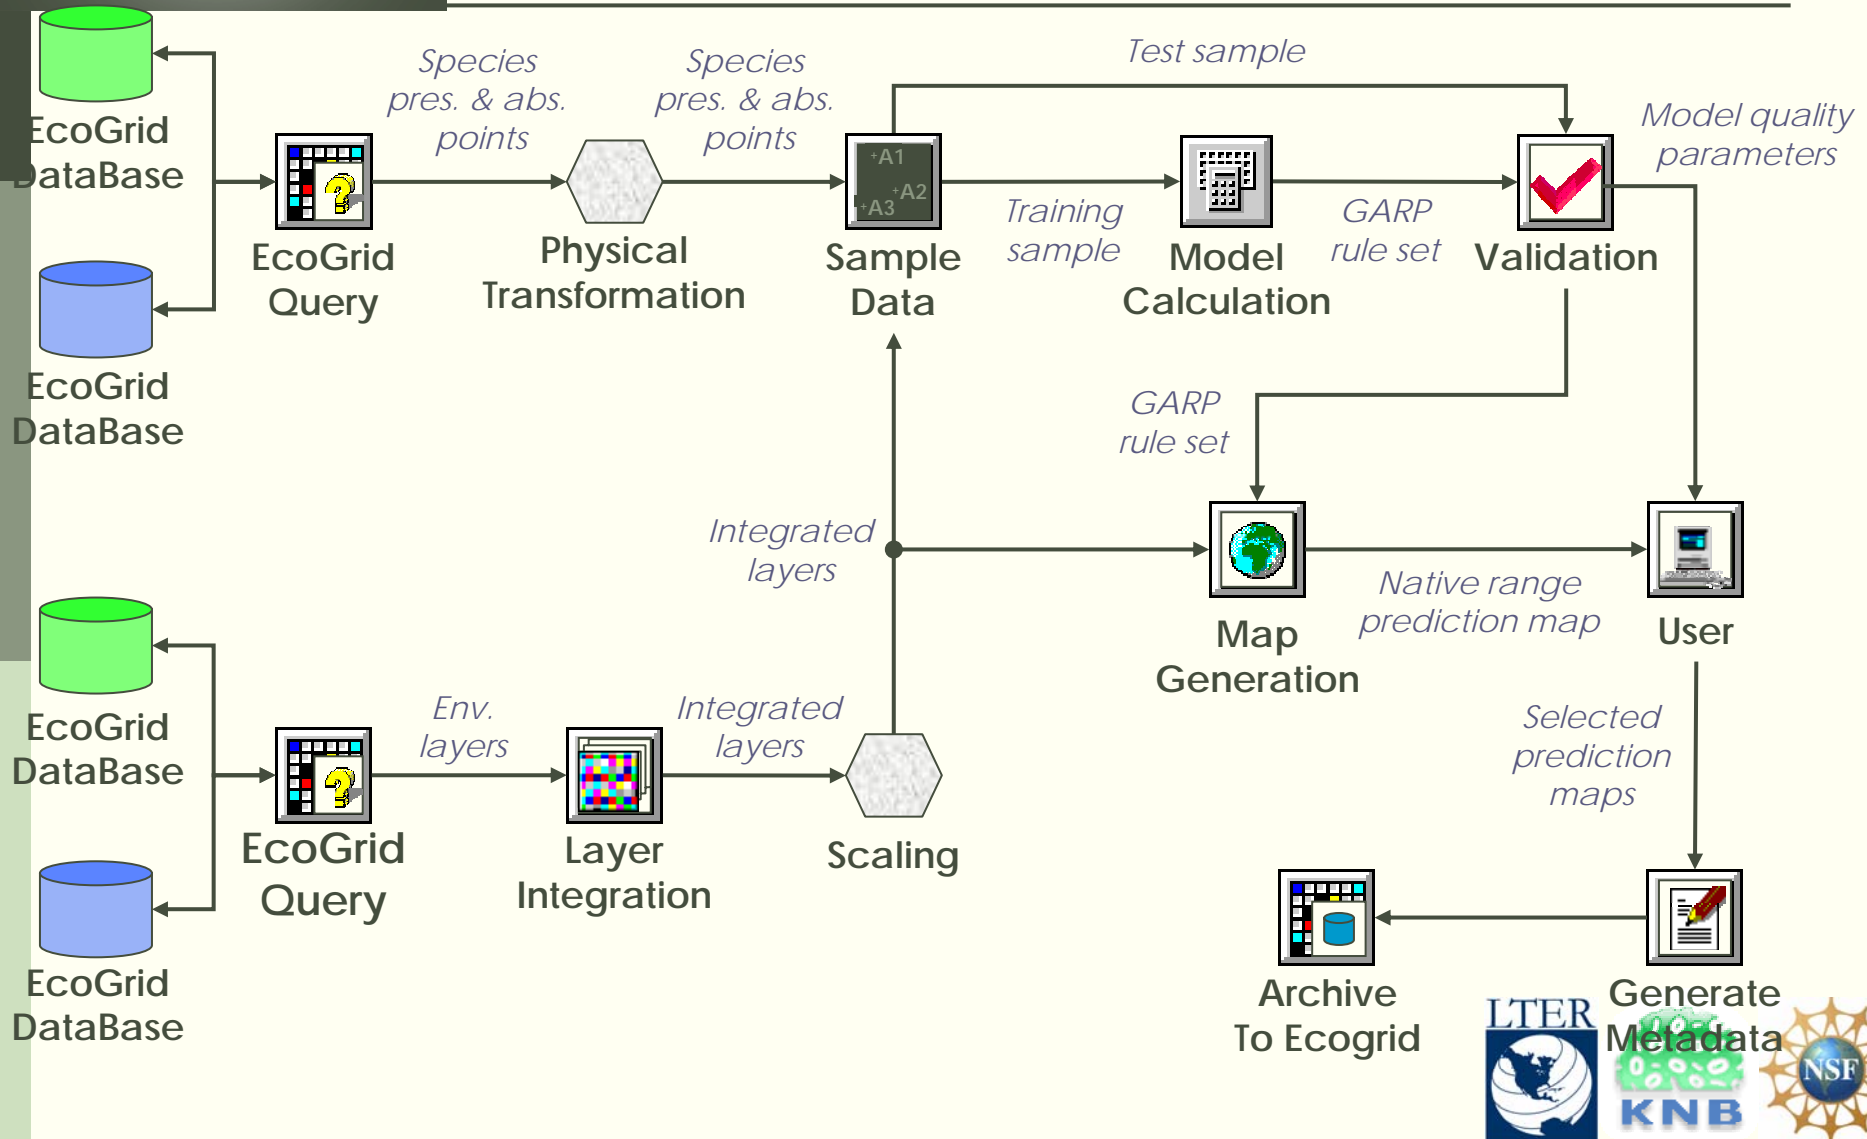 Test sample
Species
pres. & abs.
points
Species
pres. & abs.
points
Model quality
parameters
EcoGrid
DataBase
+A1
+A2
+A3
Training
sample
GARP
rule set
EcoGrid
Query
Physical
Transformation
Sample
Data
Model
Calculation
Validation
EcoGrid
DataBase
GARP
rule set
Integrated
layers
Native range
prediction map
Map
Generation
User
EcoGrid
DataBase
Env.
layers
Integrated
layers
Selected
prediction
maps
EcoGrid
Query
Layer
Integration
Scaling
EcoGrid
DataBase
Archive
To Ecogrid
Generate
Metadata
LTER
KNB
NSF